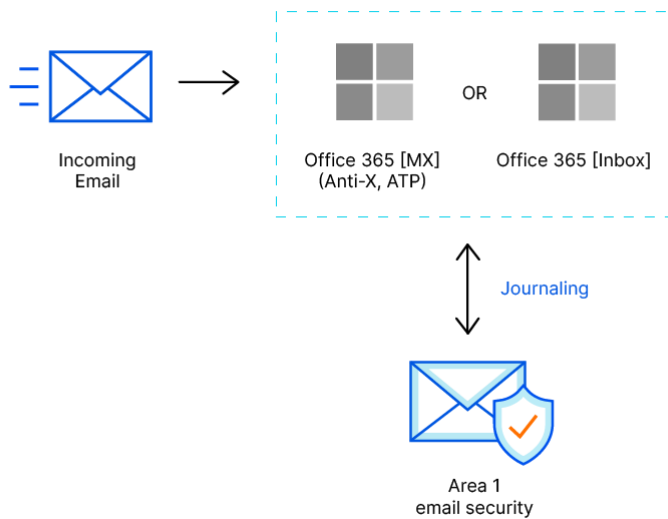 Incoming
Email
Office 365 [MX]
(Anti-X, ATP)
OR
Office 365 [Inbox]
Journaling
Area 1
email security